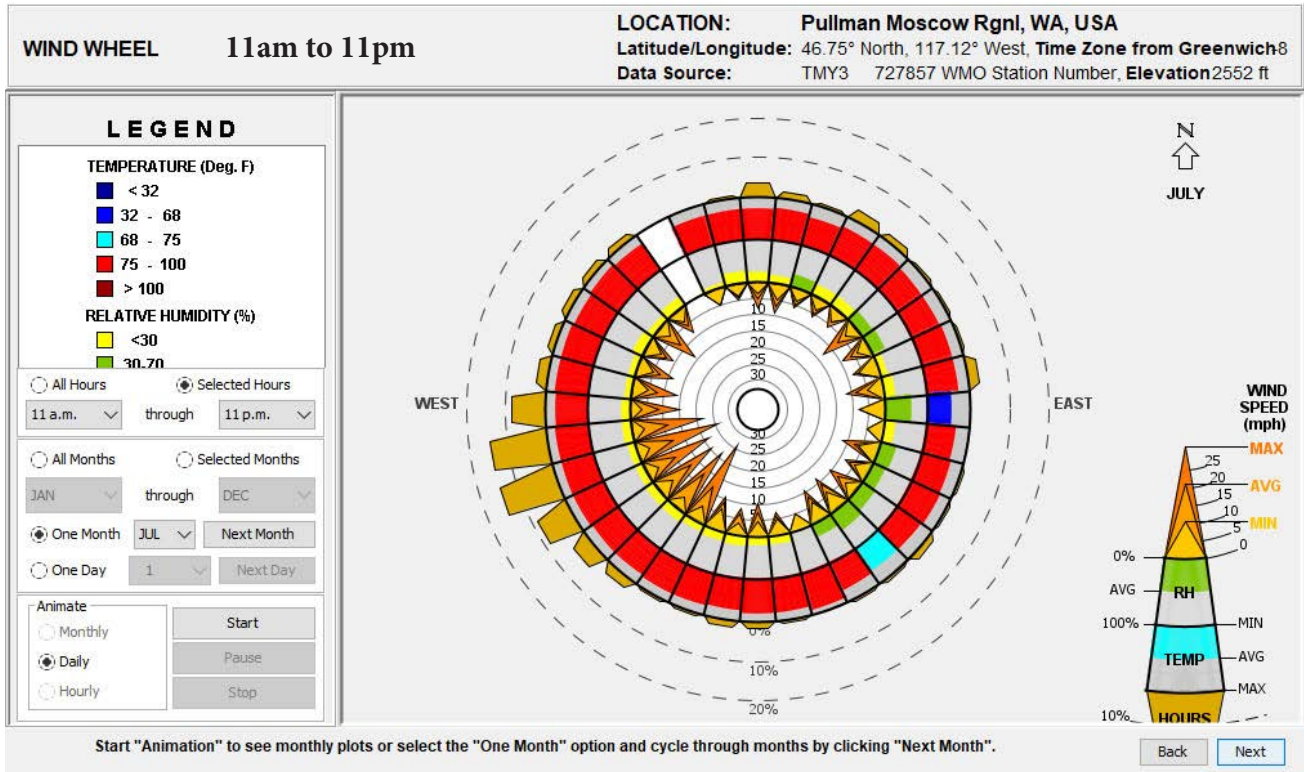 WIND WHEEL
11am to 11pm
LOCATION: Pullman Moscow Rgnl, WA, USA
Latitude/Longitude: 46.75° North, 117.12° West, Time Zone from Greenwich -8
Data Source: TMY3 727857 WMO Station Number, Elevation 2552 ft
LEGEND
TEMPERATURE (Deg. F)
< 32
32 - 68
68 - 75
75 - 100
> 100
RELATIVE HUMIDITY (%)
<30
30-70
All Hours
Selected Hours
11 a.m. through 11 p.m.
All Months
Selected Months
JAN through DEC
One Month JUL Next Month
One Day 1 Next Day
Animate
Monthly
Daily
Hourly
Start
Pause
Stop
N
JULY
WEST
EAST
10
15
20
25
30
30
25
20
15
10
5
0%
10%
20%
WIND
SPEED
(mph)
MAX
25
20
AVG
15
10
MIN
5
0
0%
AVG
RH
100%
MIN
TEMP
AVG
MAX
10%
HOURS
Start "Animation" to see monthly plots or select the "One Month" option and cycle through months by clicking "Next Month".
Back
Next